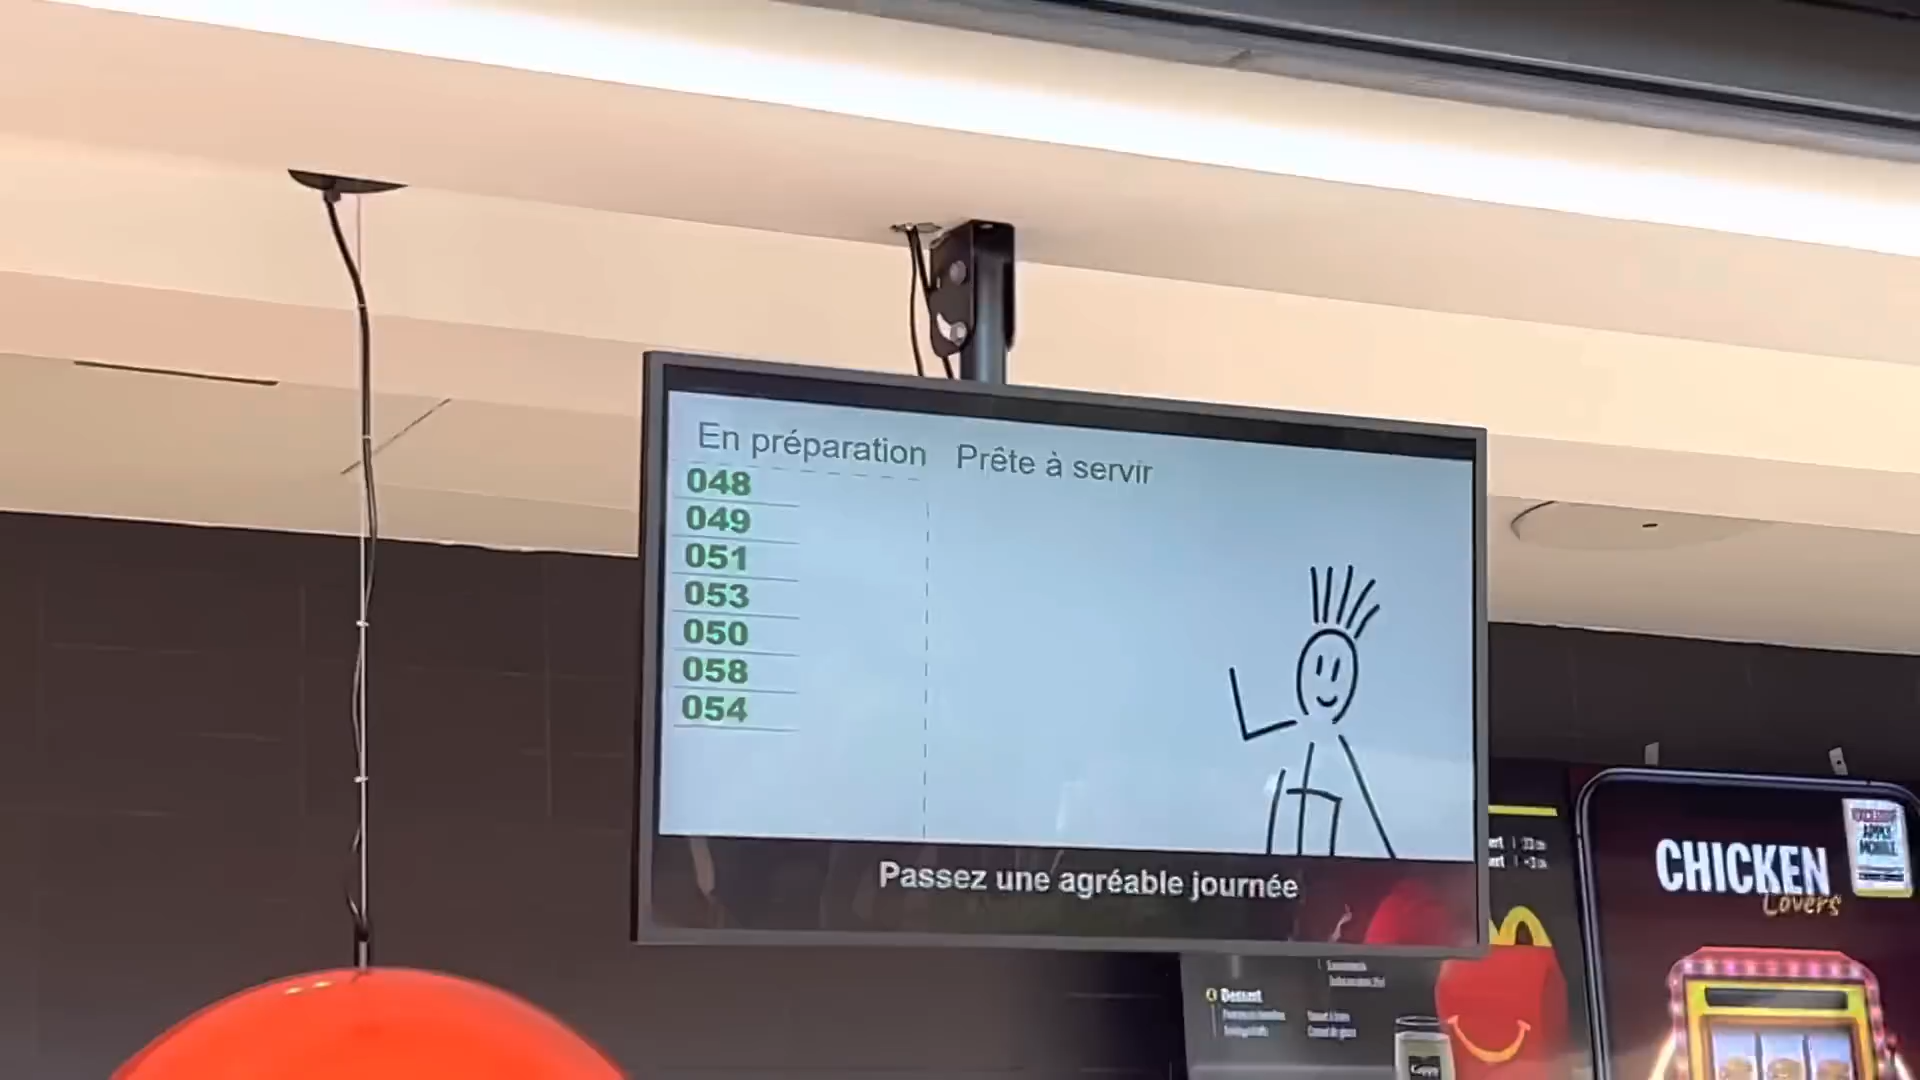 En préparation
Prête à servir
048
049
051
053
050
058
054
Passez une agréable journée
CHICKEN
Lovers
Dessert